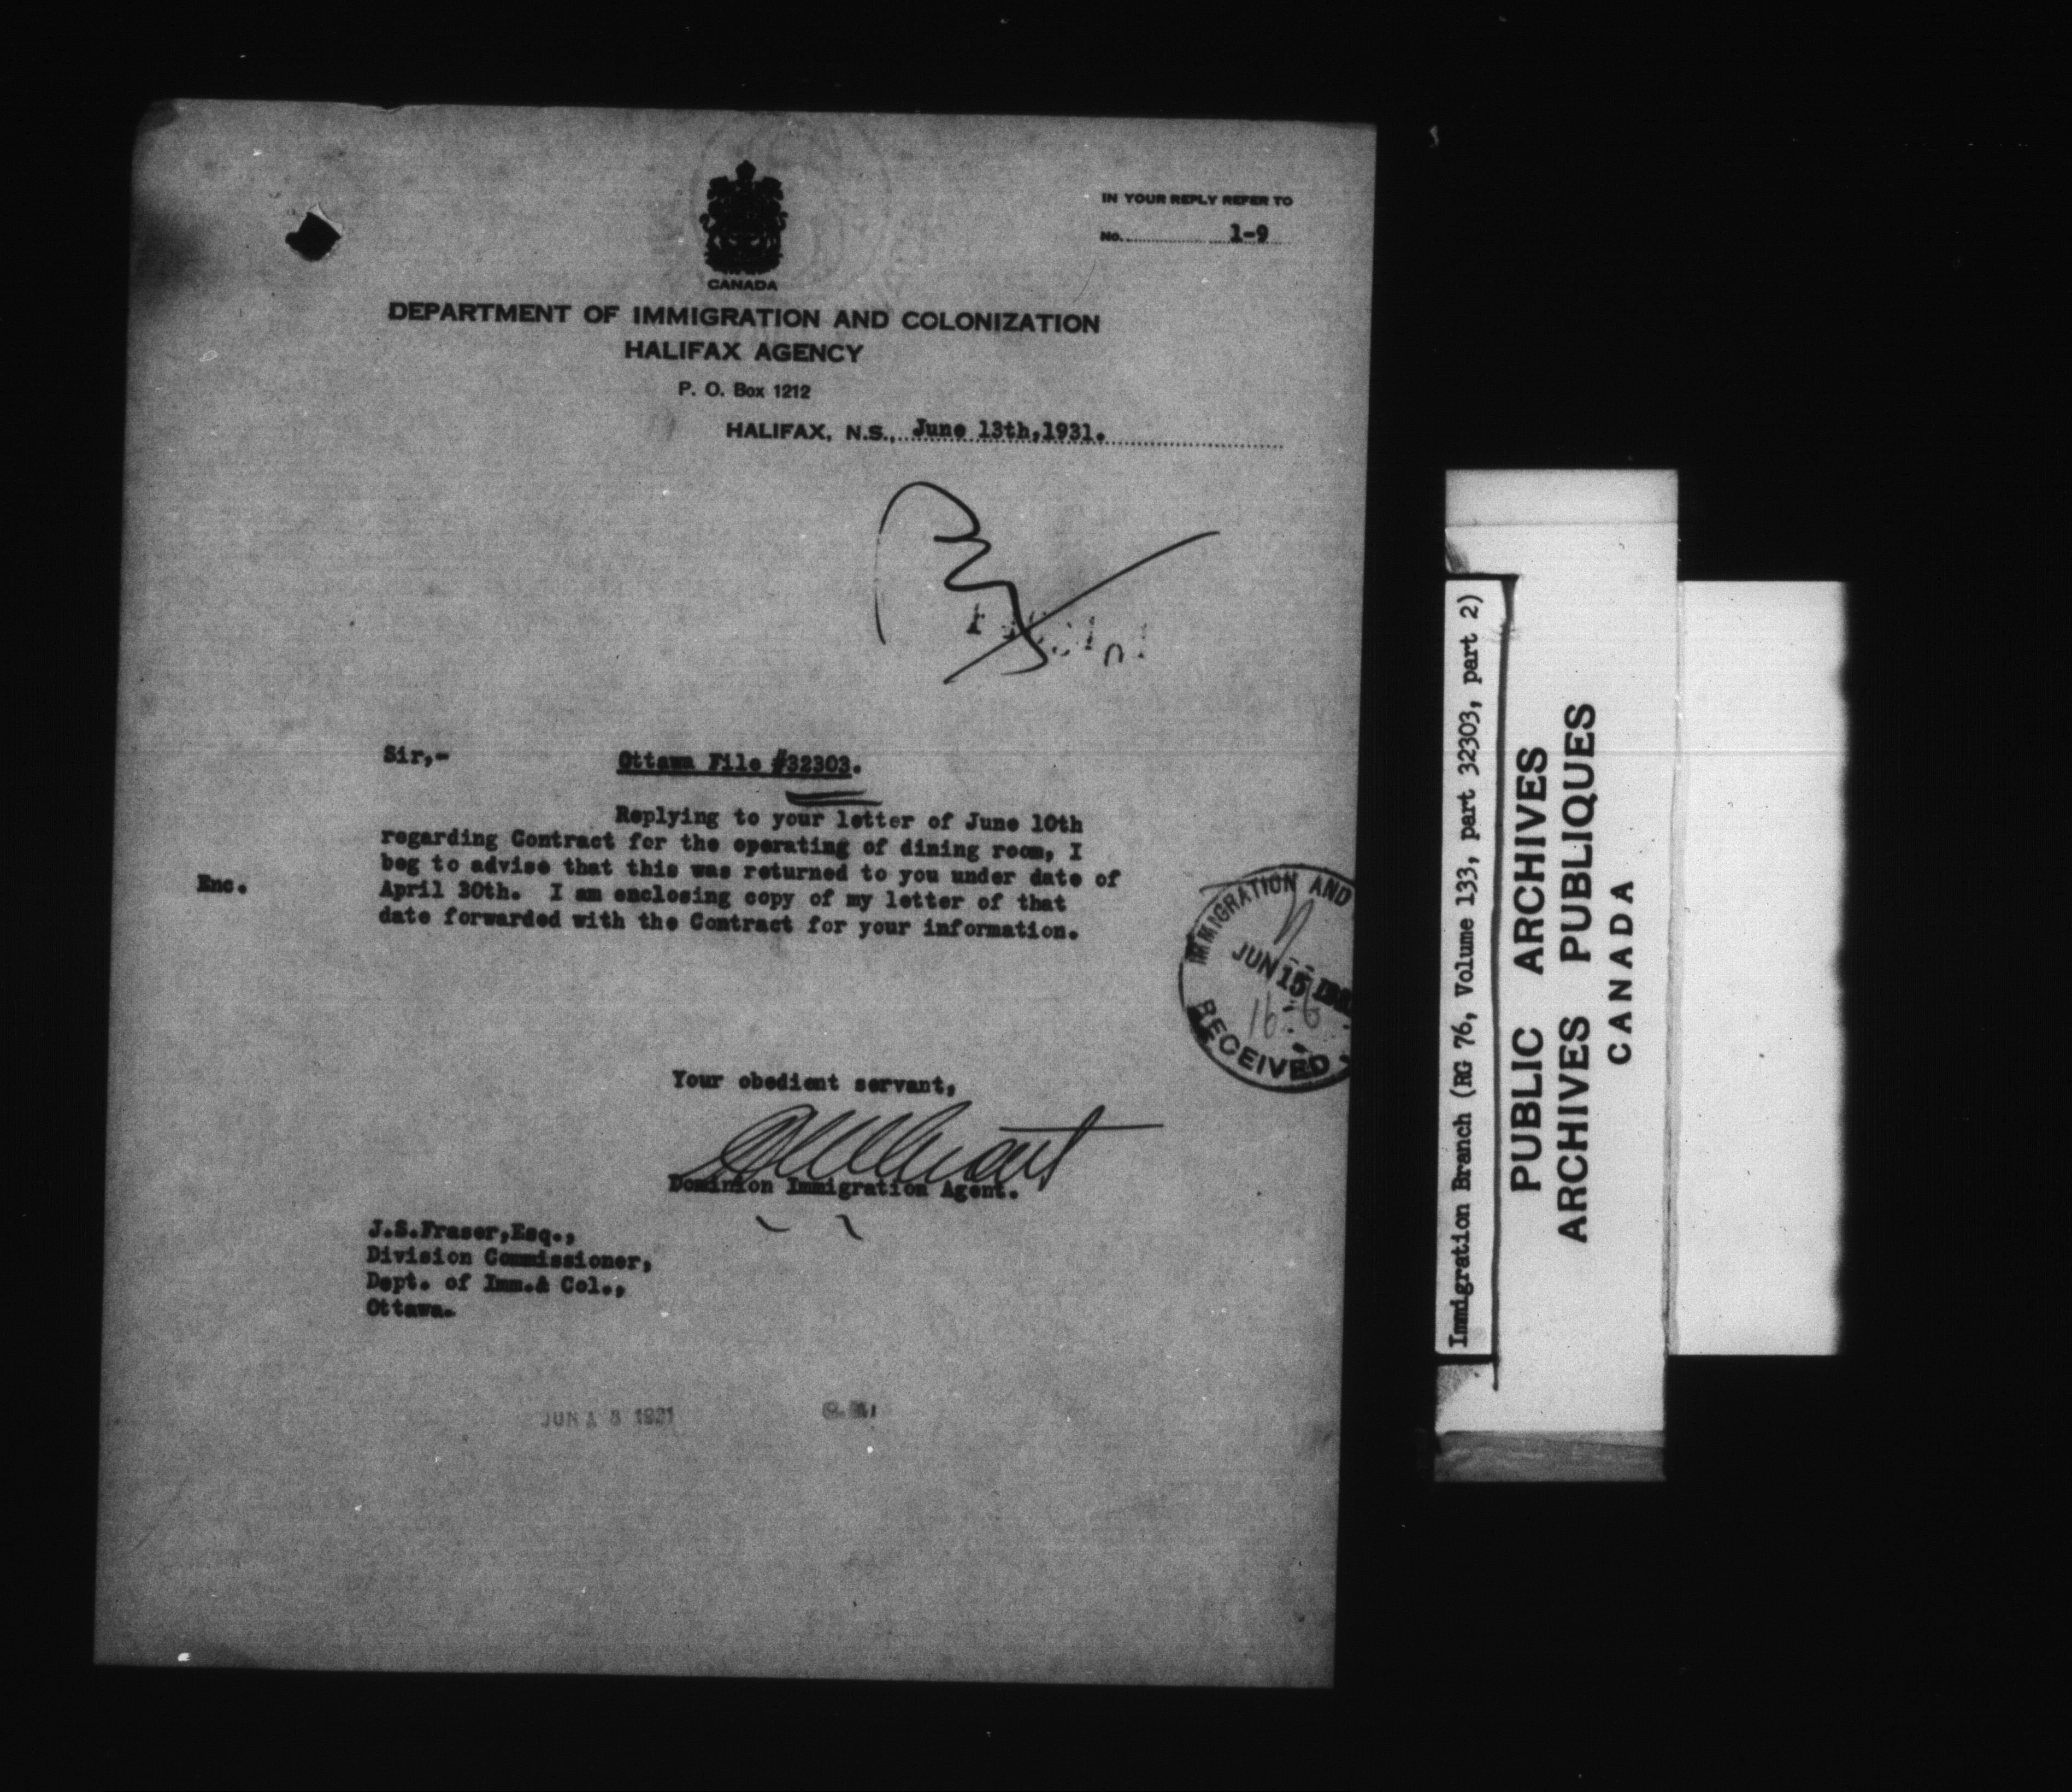 IN YOUR REPLY REFER TO
No. 1-9
CANADA
DEPARTMENT OF IMMIGRATION AND COLONIZATION
HALIFAX AGENCY
P. O. Box 1212
HALIFAX, N.S., June 13th,1931.
Sir,-
Ottawa File #32303.
Replying to your letter of June 10th
regarding Contract for the operating of dining room, I
beg to advise that this was returned to you under date of
Enc.
April 30th. I am enclosing copy of my letter of that
date forwarded with the Contract for your information.
IMMIGRATION AND
JUN 15
16 6
RECEIVED
Your obedient servant,
Dominion Immigration Agent.
J.S.Fraser,Esq.,
Division Commissioner,
Dept. of Imm.& Col.,
Ottawa.
JUN 1931
Immigration Branch (RG 76, Volume 133, part 32303, part 2)
PUBLIC ARCHIVES
ARCHIVES PUBLIQUES
CANADA